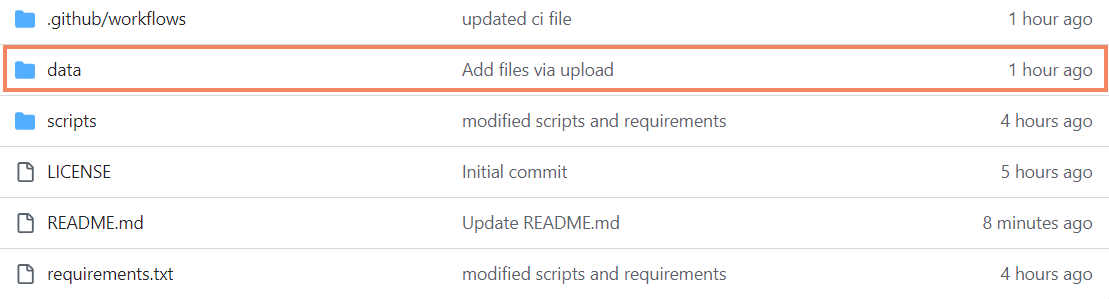 .github/workflows updated ci file 1 hour ago
data Add files via upload 1 hour ago
scripts modified scripts and requirements 4 hours ago
LICENSE Initial commit 5 hours ago
README.md Update README.md 8 minutes ago
requirements.txt modified scripts and requirements 4 hours ago